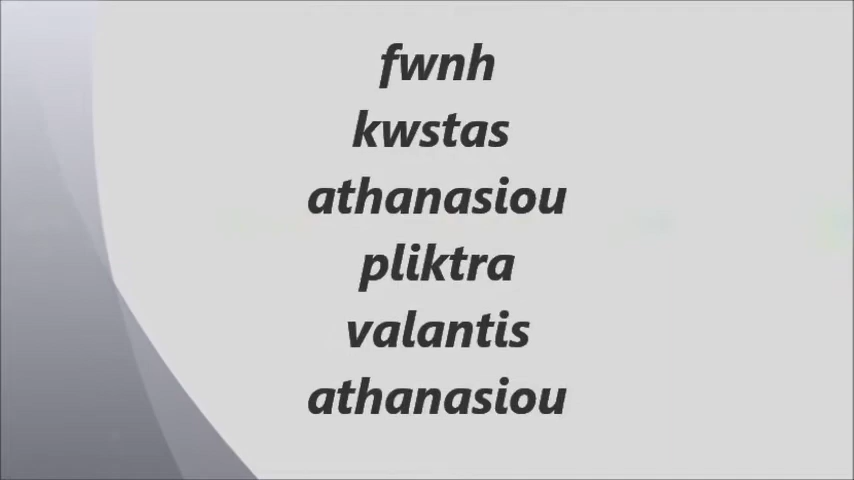 fwnh
kwstas
athanasiou
pliktra
valantis
athanasiou